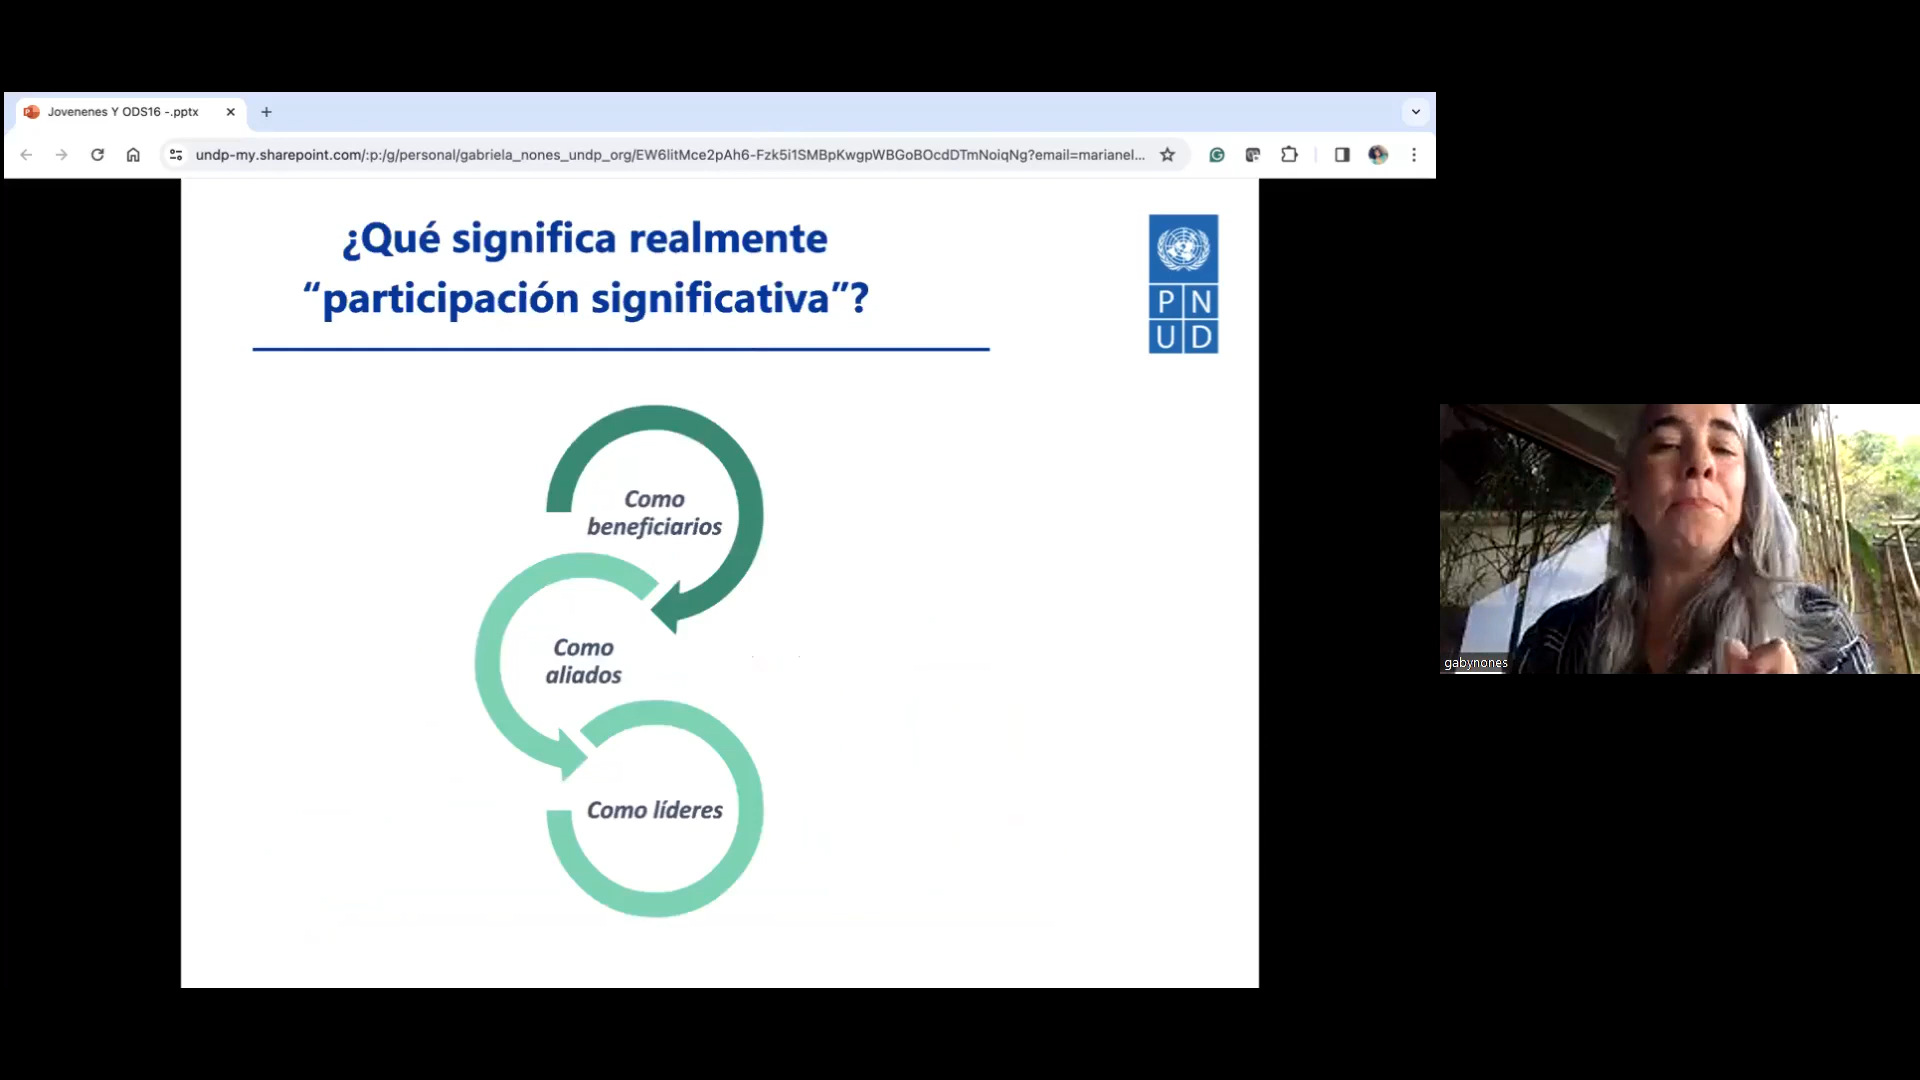 Jovenenes Y ODS16 -.pptx
undp-my.sharepoint.com/:p:/g/personal/gabriela_nones_undp_org/EW6litMce2pAh6-Fzk5i1SMBpKwgpWBGoBOcdDTmNoiqNg?email=marianel...
¿Qué significa realmente
“participación significativa”?
P N
U D
Como
beneficiarios
Como
aliados
Como líderes
gabynones